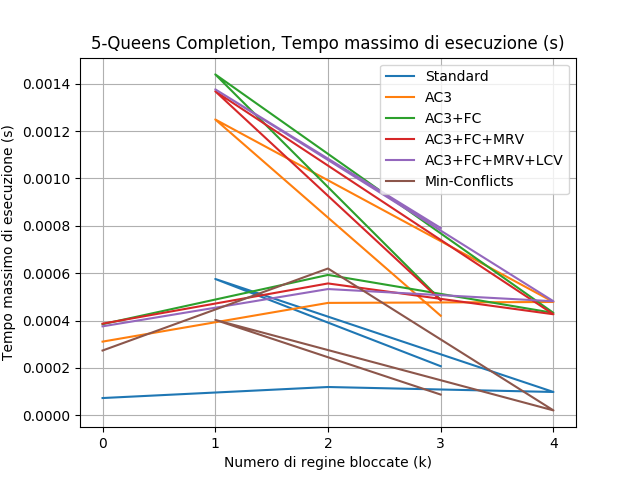 5-Queens Completion, Tempo massimo di esecuzione (s)
Tempo massimo di esecuzione (s)
0.0014
0.0012
0.0010
0.0008
0.0006
0.0004
0.0002
0.0000
Standard
AC3
AC3+FC
AC3+FC+MRV
AC3+FC+MRV+LCV
Min-Conflicts
0 1 2 3 4
Numero di regine bloccate (k)